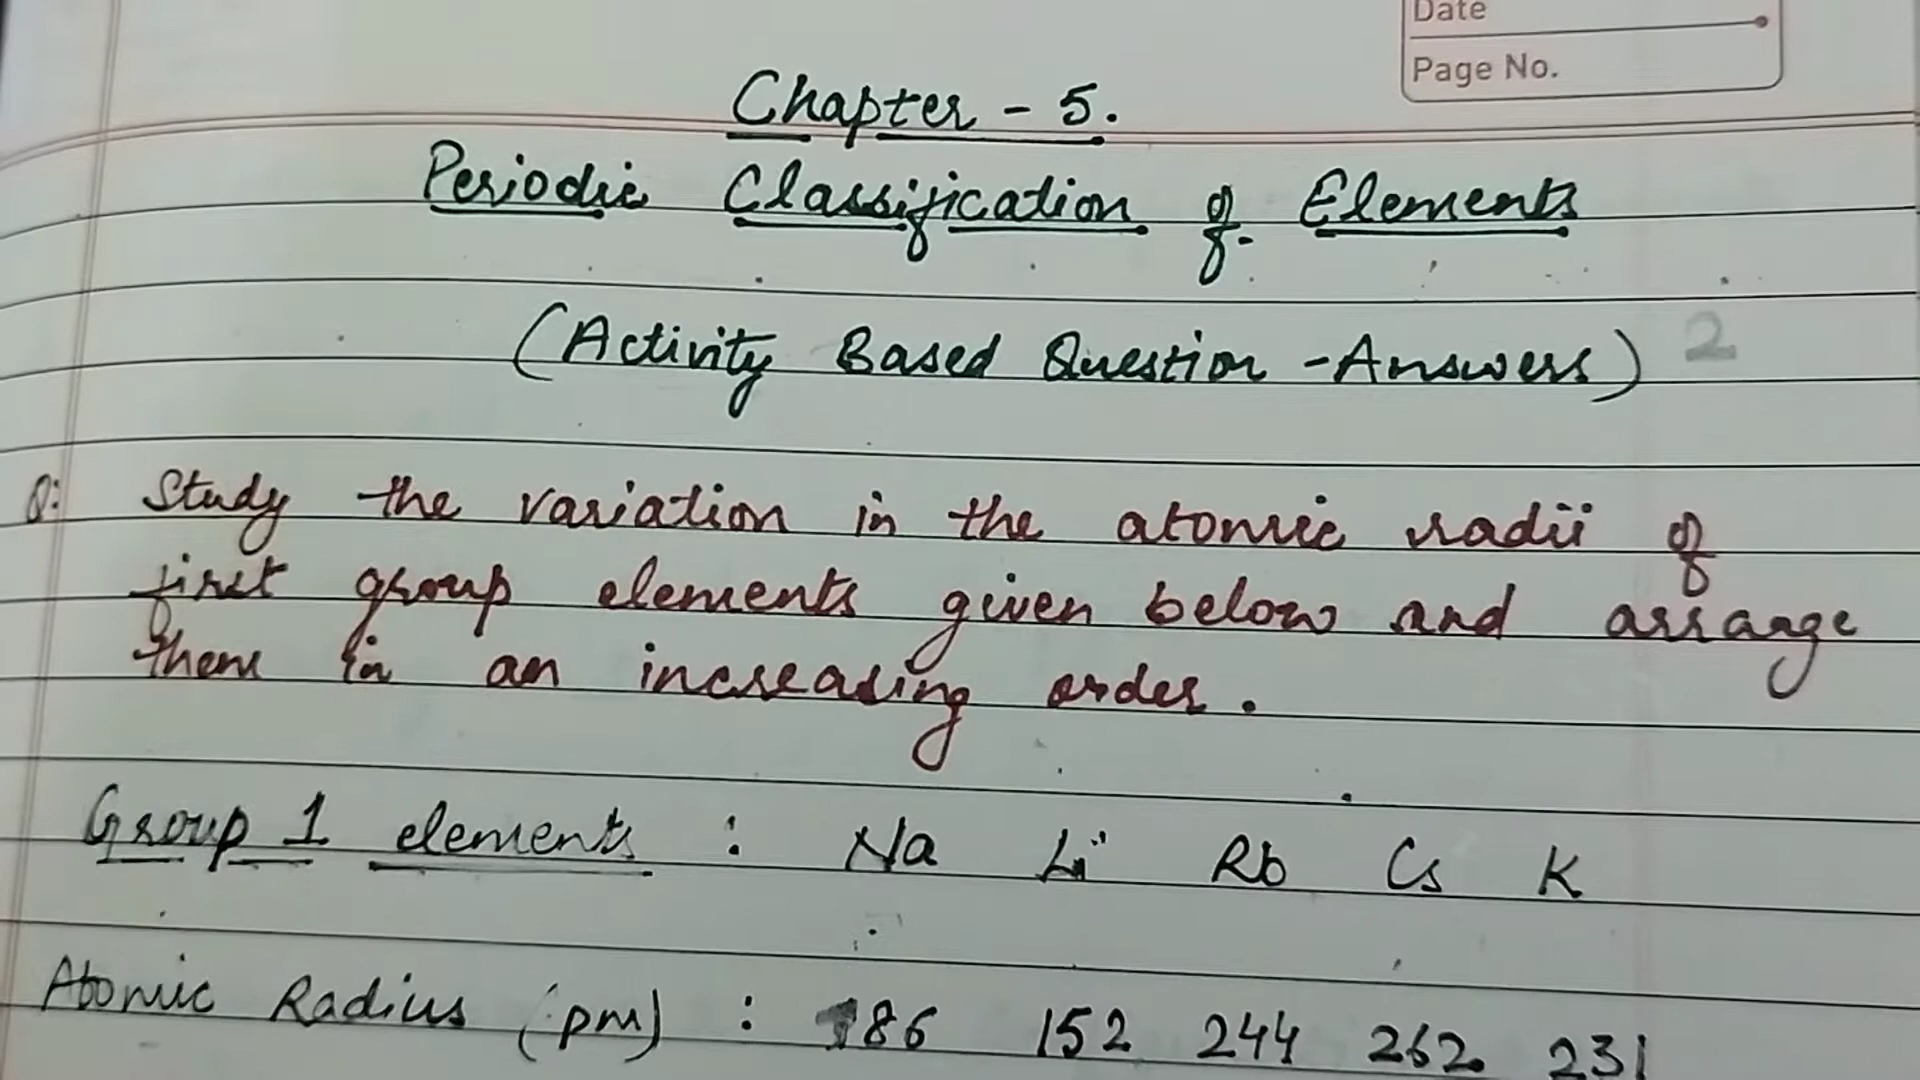 Date
Page No.
Chapter - 5.
Periodic Classification of Elements
(Activity Based Question - Answers) 2
Q: Study the variation in the atomic radii of
first group elements given below and arrange
them in an increasing order.
Group 1 elements : Na Li Rb Cs K
Atomic Radius (pm) : 186 152 244 262 231